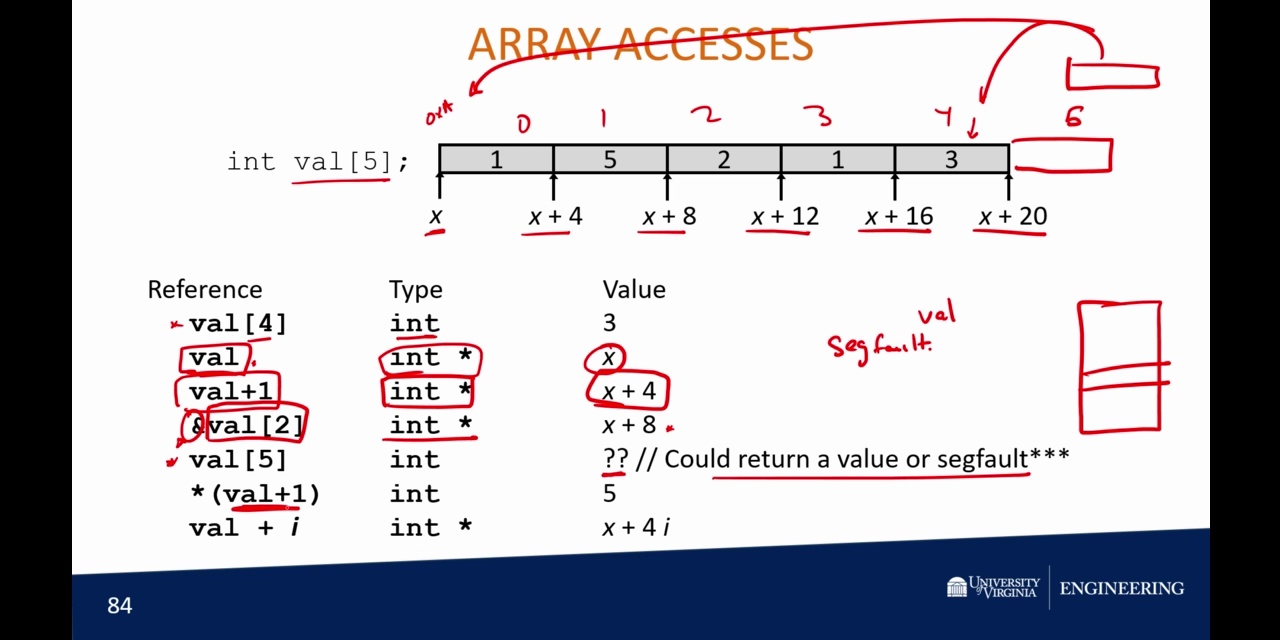 ARRAY ACCESSES
0xA 0 1 2 3 4 6
int val[5]; 1 5 2 1 3
x x + 4 x + 8 x + 12 x + 16 x + 20
Reference Type Value
val[4] int 3
val
segfault.
val int * x
val+1 int * x + 4
&val[2] int * x + 8
val[5] int ?? // Could return a value or segfault***
*(val+1) int 5
val + i int * x + 4 i
84
UNIVERSITY of VIRGINIA ENGINEERING